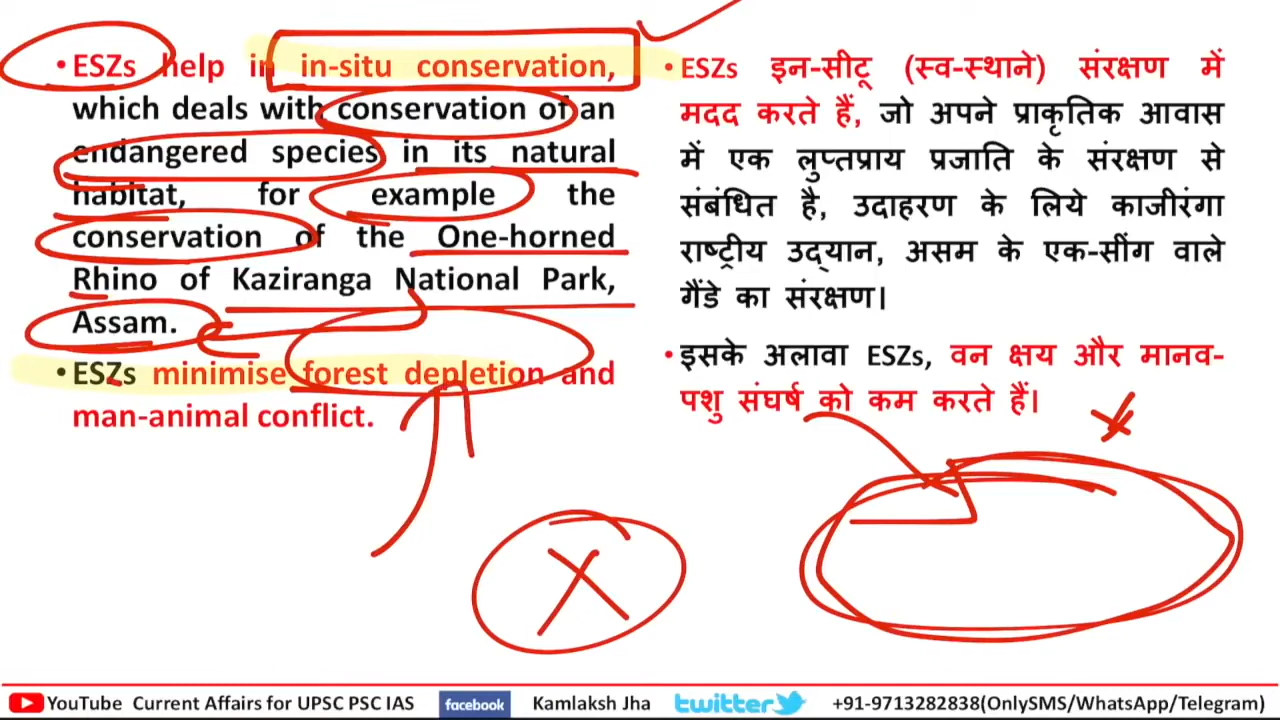 • ESZs help in in-situ conservation,
which deals with conservation of an
endangered species in its natural
habitat, for example the
conservation of the One-horned
Rhino of Kaziranga National Park,
Assam.
• ESZs minimise forest depletion and
man-animal conflict.
• ESZs इन-सीटू (स्व-स्थाने) संरक्षण में
मदद करते हैं, जो अपने प्राकृतिक आवास
में एक लुप्तप्राय प्रजाति के संरक्षण से
संबंधित है, उदाहरण के लिये काजीरंगा
राष्ट्रीय उद्यान, असम के एक-सींग वाले
गैंडे का संरक्षण।
• इसके अलावा ESZs, वन क्षय और मानव-
पशु संघर्ष को कम करते हैं।
YouTube Current Affairs for UPSC PSC IAS facebook Kamlaksh Jha twitter +91-9713282838(OnlySMS/WhatsApp/Telegram)